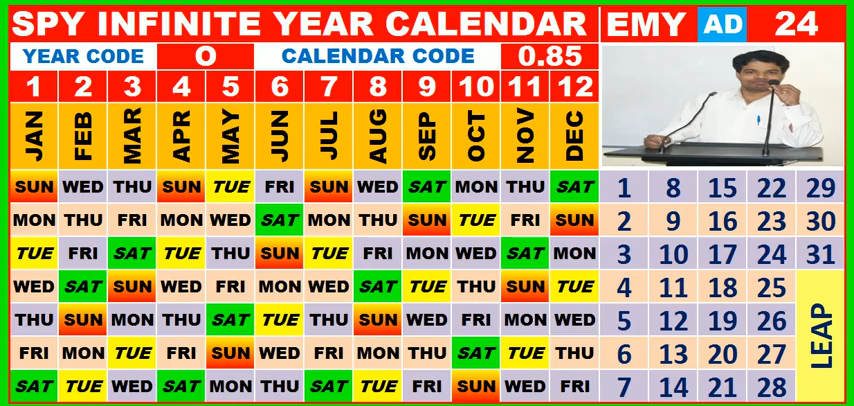 SPY INFINITE YEAR CALENDAR EMY AD 24
YEAR CODE O CALENDAR CODE 0.85
1 2 3 4 5 6 7 8 9 10 11 12
JAN FEB MAR APR MAY JUN JUL AUG SEP OCT NOV DEC
SUN WED THU SUN TUE FRI SUN WED SAT MON THU SAT 1 8 15 22 29
MON THU FRI MON WED SAT MON THU SUN TUE FRI SUN 2 9 16 23 30
TUE FRI SAT TUE THU SUN TUE FRI MON WED SAT MON 3 10 17 24 31
WED SAT SUN WED FRI MON WED SAT TUE THU SUN TUE 4 11 18 25
THU SUN MON THU SAT TUE THU SUN WED FRI MON WED 5 12 19 26
FRI MON TUE FRI SUN WED FRI MON THU SAT TUE THU 6 13 20 27
SAT TUE WED SAT MON THU SAT TUE FRI SUN WED FRI 7 14 21 28
LEAP